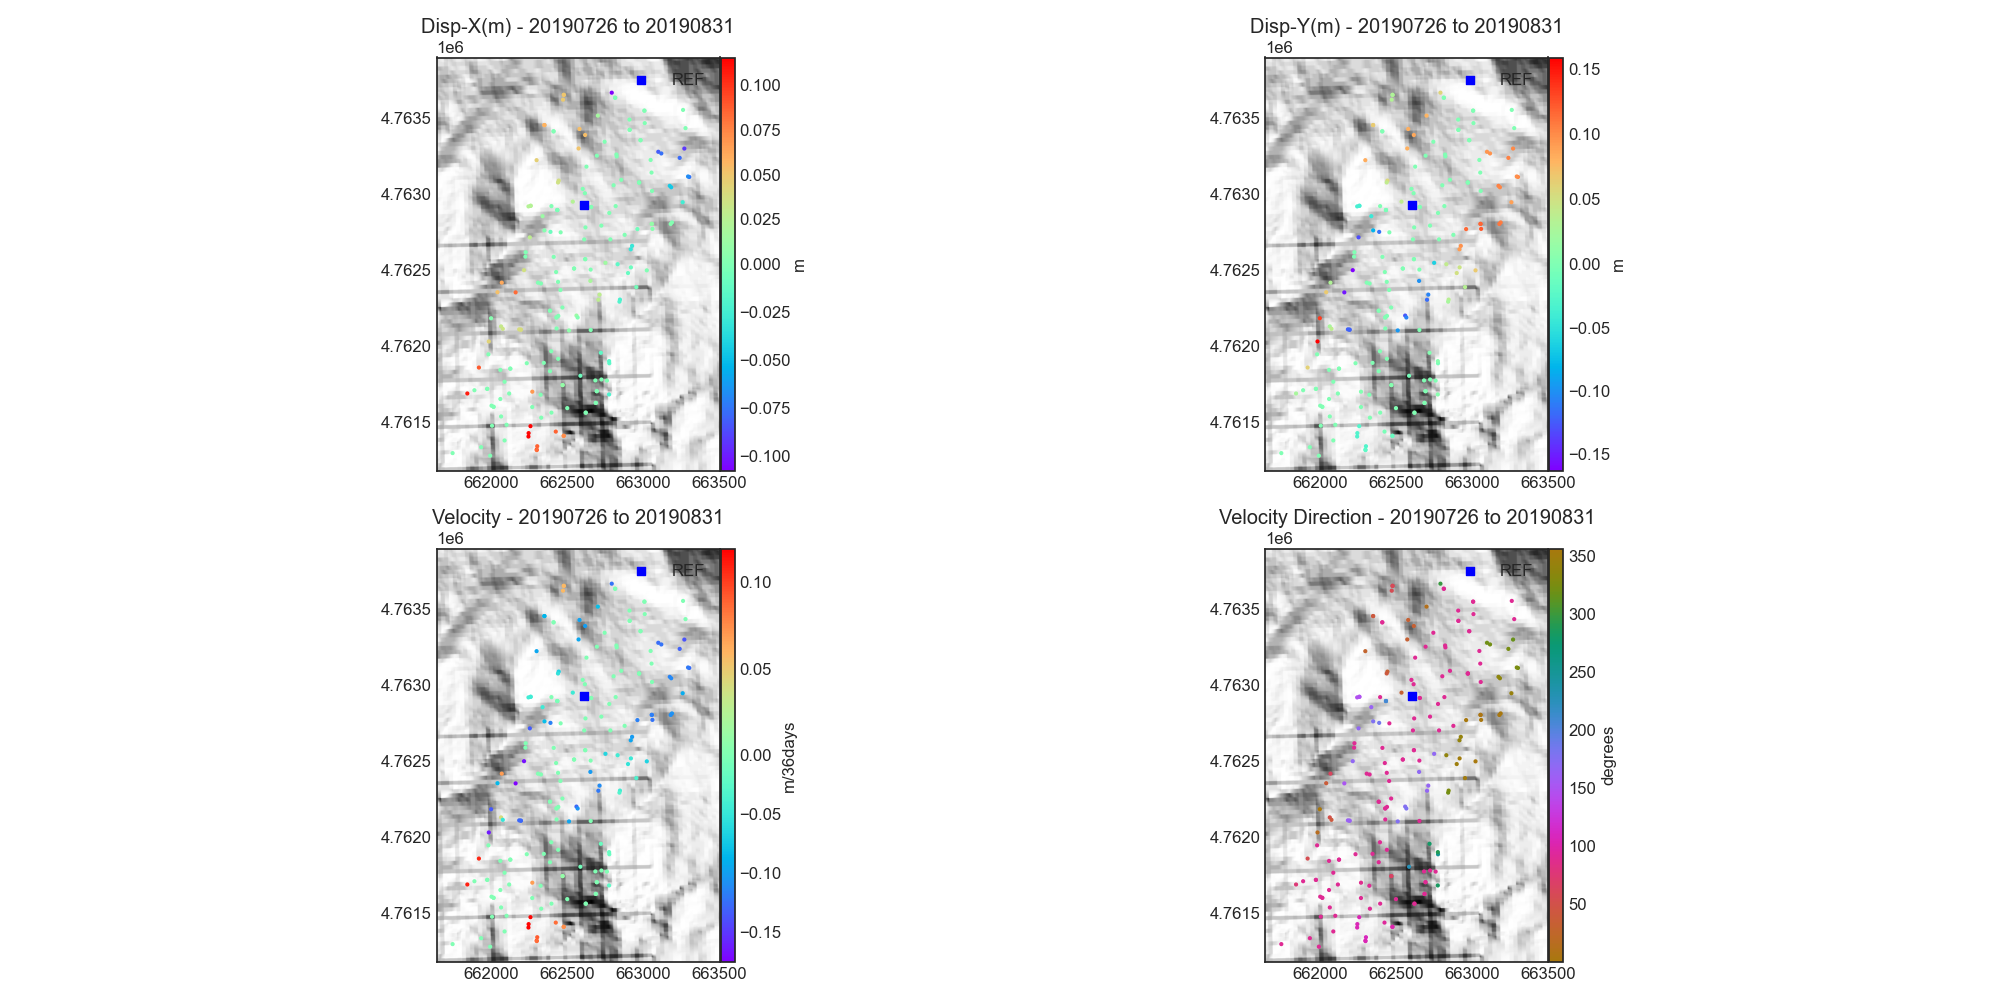 Disp-X(m) - 20190726 to 20190831
1e6
REF
4.7635
4.7630
4.7625
4.7620
4.7615
662000 662500 663000 663500
0.100
0.075
0.050
0.025
0.000
−0.025
−0.050
−0.075
−0.100
m
Disp-Y(m) - 20190726 to 20190831
1e6
REF
4.7635
4.7630
4.7625
4.7620
4.7615
662000 662500 663000 663500
0.15
0.10
0.05
0.00
−0.05
−0.10
−0.15
m
Velocity - 20190726 to 20190831
1e6
REF
4.7635
4.7630
4.7625
4.7620
4.7615
662000 662500 663000 663500
0.10
0.05
0.00
−0.05
−0.10
−0.15
m/36days
Velocity Direction - 20190726 to 20190831
1e6
REF
4.7635
4.7630
4.7625
4.7620
4.7615
662000 662500 663000 663500
350
300
250
200
150
100
50
degrees